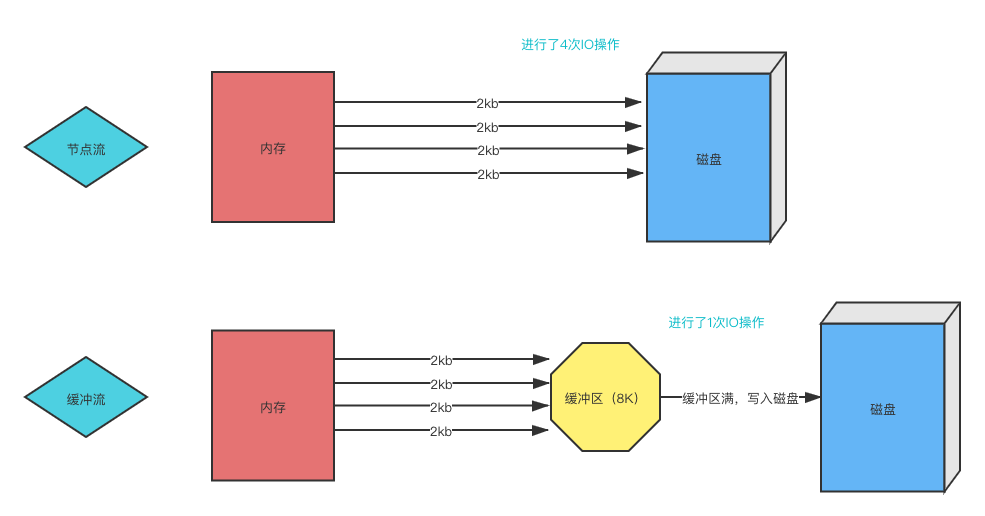 进行了4次IO操作
节点流
内存
2kb
2kb
2kb
2kb
磁盘
进行了1次IO操作
缓冲流
内存
2kb
2kb
2kb
2kb
缓冲区（8K）
缓冲区满，写入磁盘
磁盘